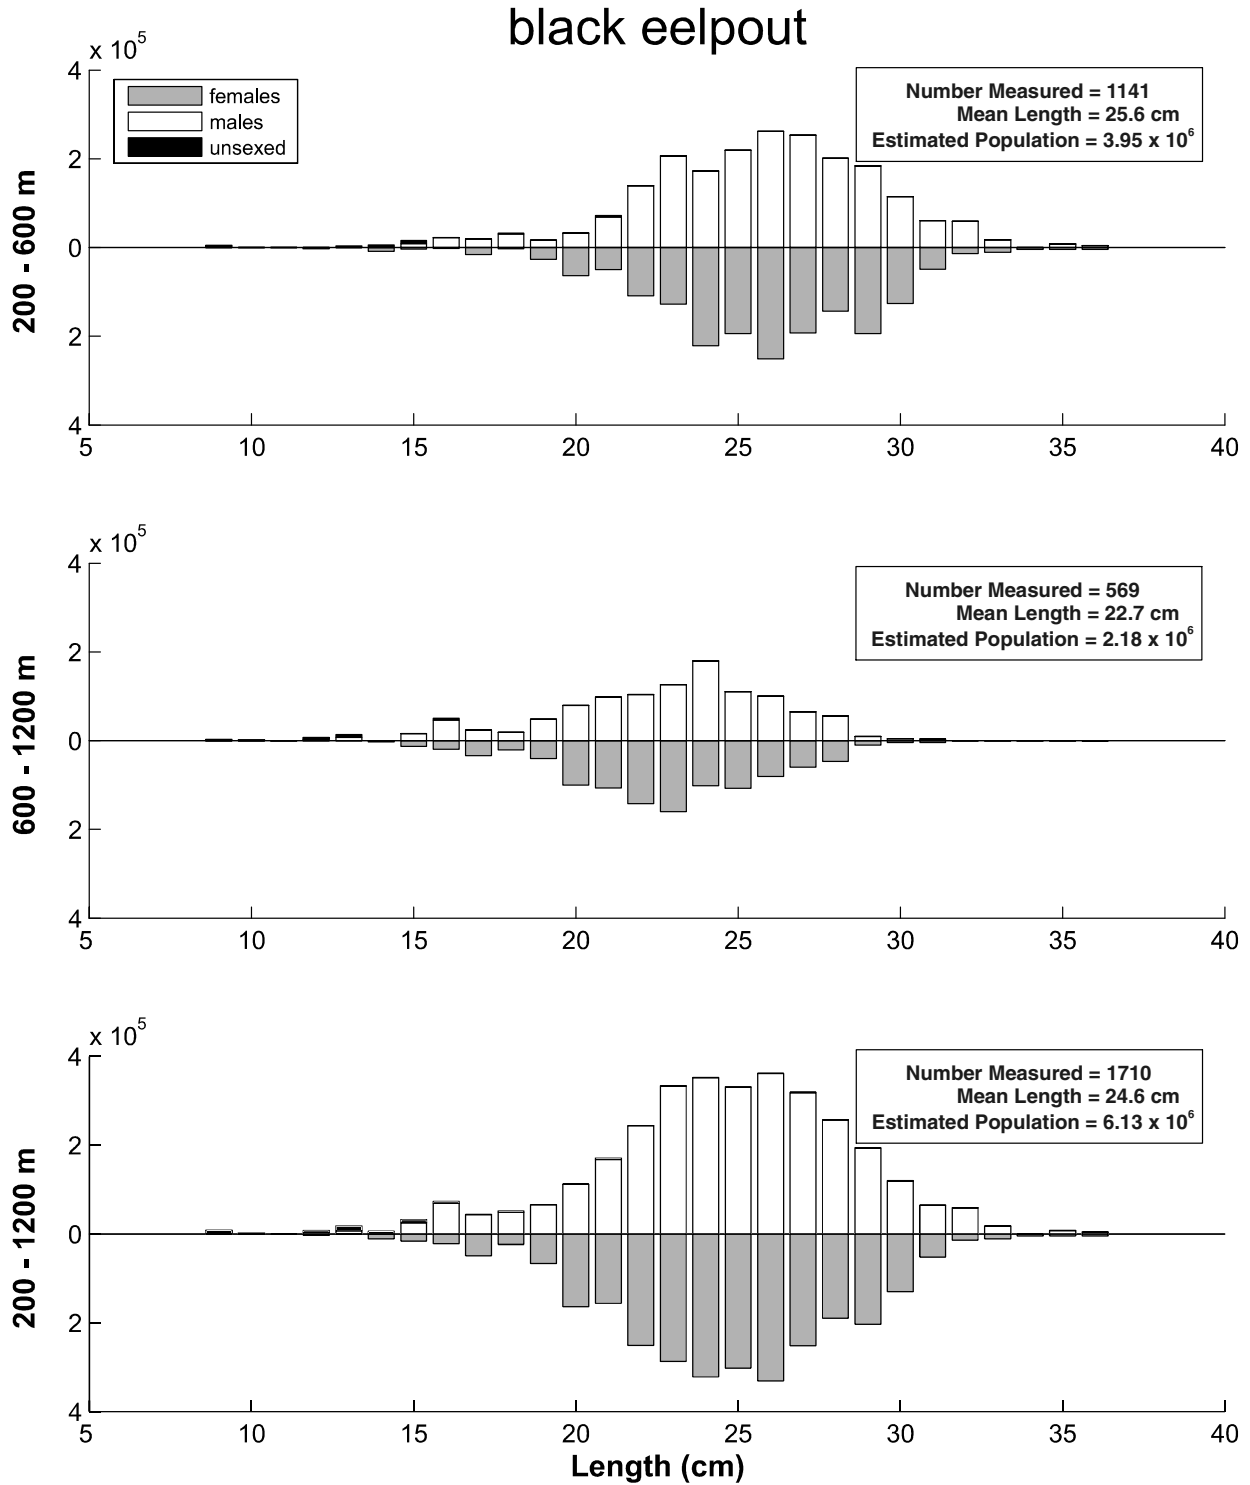 black eelpout
x 10^5
4
2
0
2
4
5 10 15 20 25 30 35 40
200 - 600 m
females
males
unsexed
Number Measured = 1141
Mean Length = 25.6 cm
Estimated Population = 3.95 x 10^6
x 10^5
4
2
0
2
4
5 10 15 20 25 30 35 40
600 - 1200 m
Number Measured = 569
Mean Length = 22.7 cm
Estimated Population = 2.18 x 10^6
x 10^5
4
2
0
2
4
5 10 15 20 25 30 35 40
200 - 1200 m
Number Measured = 1710
Mean Length = 24.6 cm
Estimated Population = 6.13 x 10^6
Length (cm)